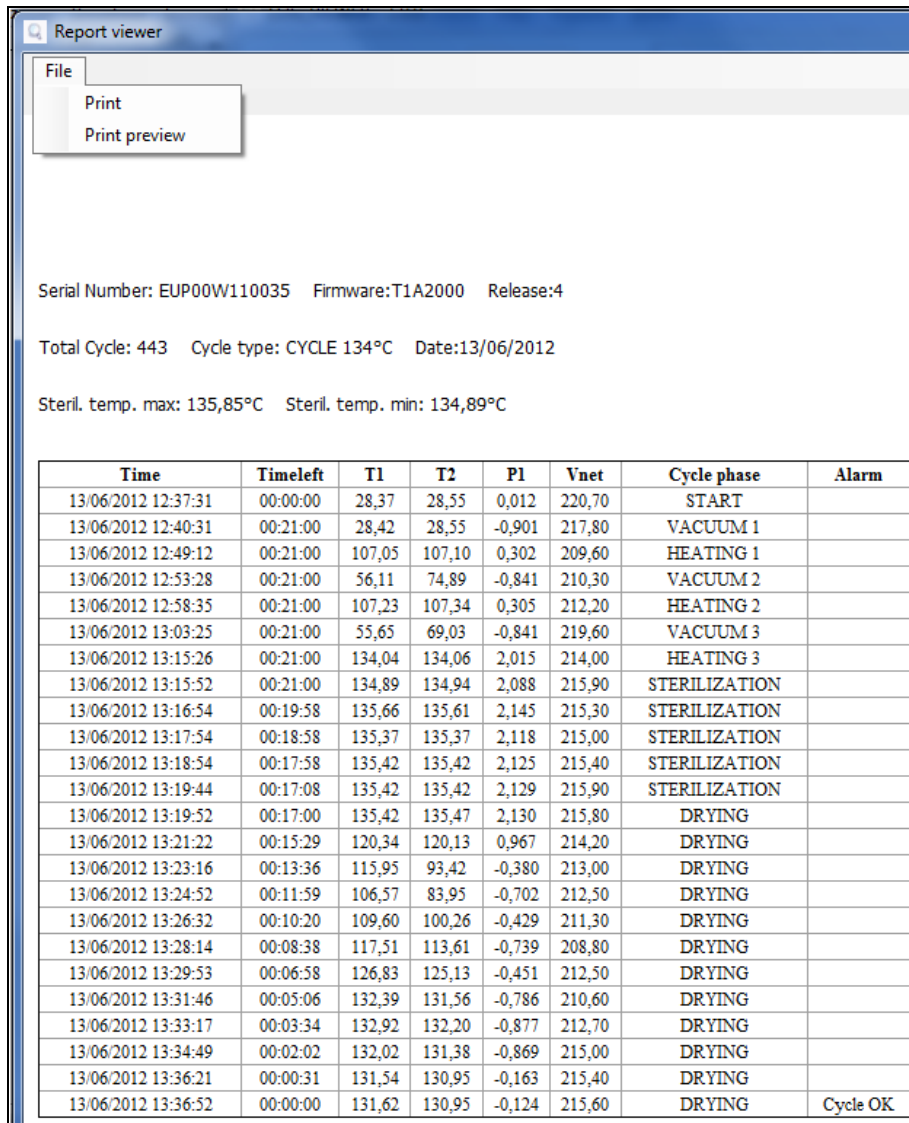 Report viewer
File
Print
Print preview
Serial Number: EUP00W110035 Firmware:T1A2000 Release:4
Total Cycle: 443 Cycle type: CYCLE 134°C Date:13/06/2012
Steril. temp. max: 135,85°C Steril. temp. min: 134,89°C
Time Timeleft T1 T2 P1 Vnet Cycle phase Alarm
13/06/2012 12:37:31 00:00:00 28,37 28,55 0,012 220,70 START
13/06/2012 12:40:31 00:21:00 28,42 28,55 -0,901 217,80 VACUUM 1
13/06/2012 12:49:12 00:21:00 107,05 107,10 0,302 209,60 HEATING 1
13/06/2012 12:53:28 00:21:00 56,11 74,89 -0,841 210,30 VACUUM 2
13/06/2012 12:58:35 00:21:00 107,23 107,34 0,305 212,20 HEATING 2
13/06/2012 13:03:25 00:21:00 55,65 69,03 -0,841 219,60 VACUUM 3
13/06/2012 13:15:26 00:21:00 134,04 134,06 2,015 214,00 HEATING 3
13/06/2012 13:15:52 00:21:00 134,89 134,94 2,088 215,90 STERILIZATION
13/06/2012 13:16:54 00:19:58 135,66 135,61 2,145 215,30 STERILIZATION
13/06/2012 13:17:54 00:18:58 135,37 135,37 2,118 215,00 STERILIZATION
13/06/2012 13:18:54 00:17:58 135,42 135,42 2,125 215,40 STERILIZATION
13/06/2012 13:19:44 00:17:08 135,42 135,42 2,129 215,90 STERILIZATION
13/06/2012 13:19:52 00:17:00 135,42 135,47 2,130 215,80 DRYING
13/06/2012 13:21:22 00:15:29 120,34 120,13 0,967 214,20 DRYING
13/06/2012 13:23:16 00:13:36 115,95 93,42 -0,380 213,00 DRYING
13/06/2012 13:24:52 00:11:59 106,57 83,95 -0,702 212,50 DRYING
13/06/2012 13:26:32 00:10:20 109,60 100,26 -0,429 211,30 DRYING
13/06/2012 13:28:14 00:08:38 117,51 113,61 -0,739 208,80 DRYING
13/06/2012 13:29:53 00:06:58 126,83 125,13 -0,451 212,50 DRYING
13/06/2012 13:31:46 00:05:06 132,39 131,56 -0,786 210,60 DRYING
13/06/2012 13:33:17 00:03:34 132,92 132,20 -0,877 212,70 DRYING
13/06/2012 13:34:49 00:02:02 132,02 131,38 -0,869 215,00 DRYING
13/06/2012 13:36:21 00:00:31 131,54 130,95 -0,163 215,40 DRYING
13/06/2012 13:36:52 00:00:00 131,62 130,95 -0,124 215,60 DRYING Cycle OK